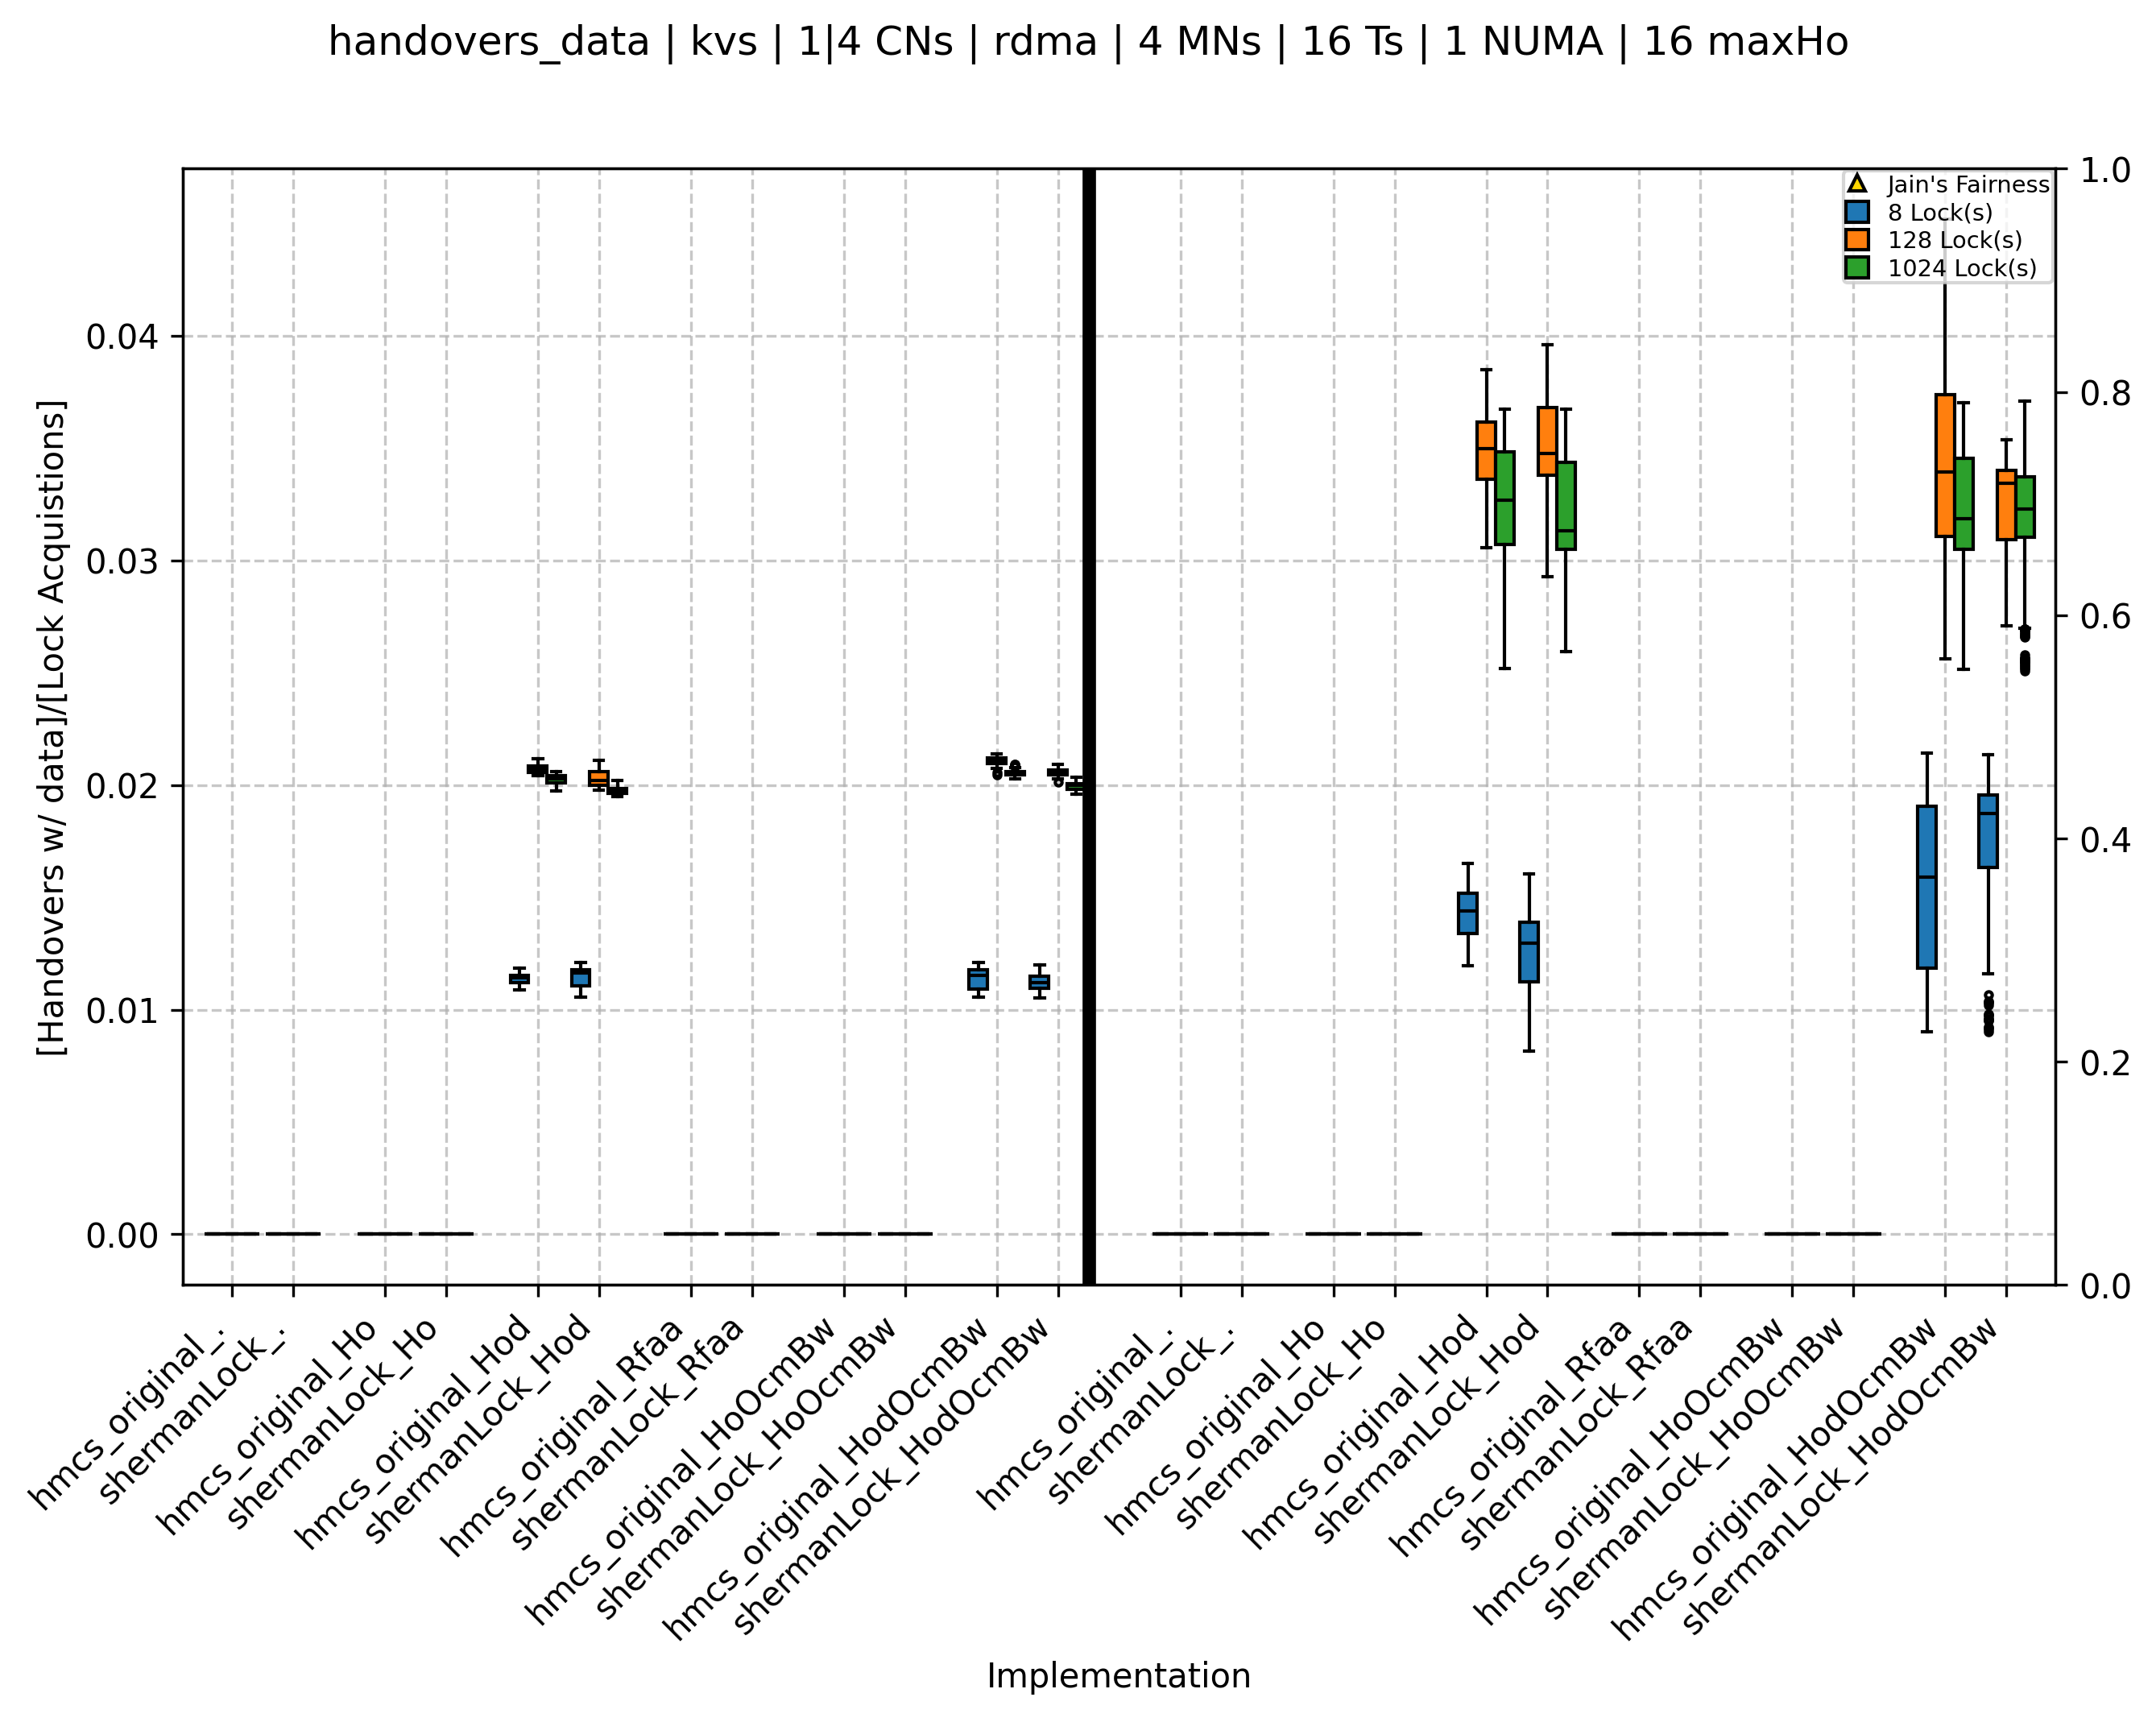 handovers_data | kvs | 1|4 CNs | rdma | 4 MNs | 16 Ts | 1 NUMA | 16 maxHo
Jain's Fairness
8 Lock(s)
128 Lock(s)
1024 Lock(s)
[Handovers w/ data]/[Lock Acquistions]
0.04
0.03
0.02
0.01
0.00
1.0
0.8
0.6
0.4
0.2
0.0
hmcs_original_.
shermanLock_.
hmcs_original_Ho
shermanLock_Ho
hmcs_original_Hod
shermanLock_Hod
hmcs_original_Rfaa
shermanLock_Rfaa
hmcs_original_HoOcmBw
shermanLock_HoOcmBw
hmcs_original_HodOcmBw
shermanLock_HodOcmBw
hmcs_original_.
shermanLock_.
hmcs_original_Ho
shermanLock_Ho
hmcs_original_Hod
shermanLock_Hod
hmcs_original_Rfaa
shermanLock_Rfaa
hmcs_original_HoOcmBw
shermanLock_HoOcmBw
hmcs_original_HodOcmBw
shermanLock_HodOcmBw
Implementation